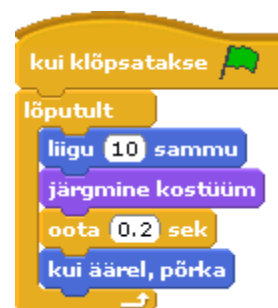 kui klõpsatakse
lõputult
liigu 10 sammu
järgmine kostüüm
oota 0.2 sek
kui äärel, põrka